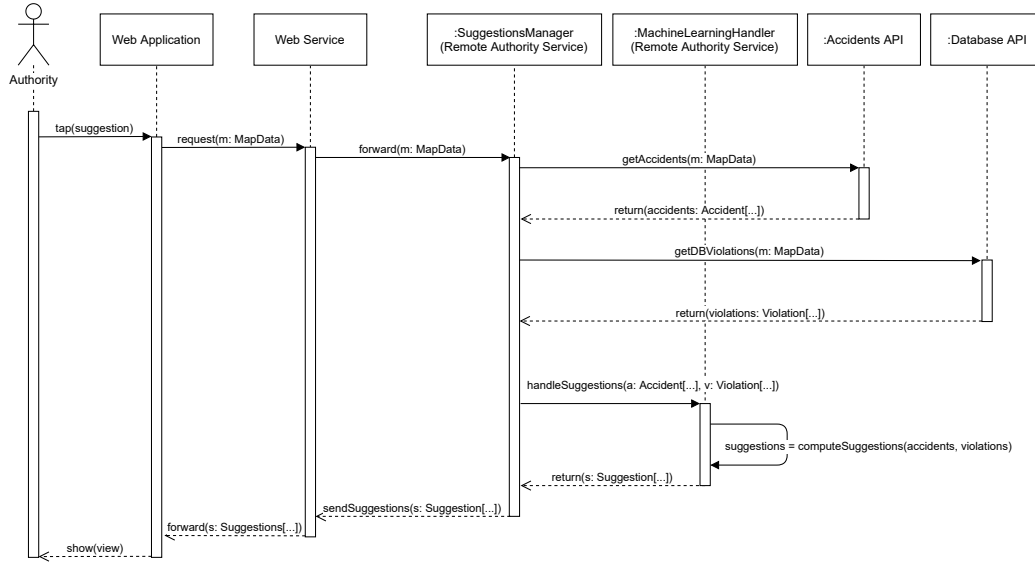 Authority
Web Application
Web Service
:SuggestionsManager
(Remote Authority Service)
:MachineLearningHandler
(Remote Authority Service)
:Accidents API
:Database API
tap(suggestion)
request(m: MapData)
forward(m: MapData)
getAccidents(m: MapData)
return(accidents: Accident[...])
getDBViolations(m: MapData)
return(violations: Violation[...])
handleSuggestions(a: Accident[...], v: Violation[...])
suggestions = computeSuggestions(accidents, violations)
return(s: Suggestion[...])
sendSuggestions(s: Suggestion[...])
forward(s: Suggestions[...])
show(view)